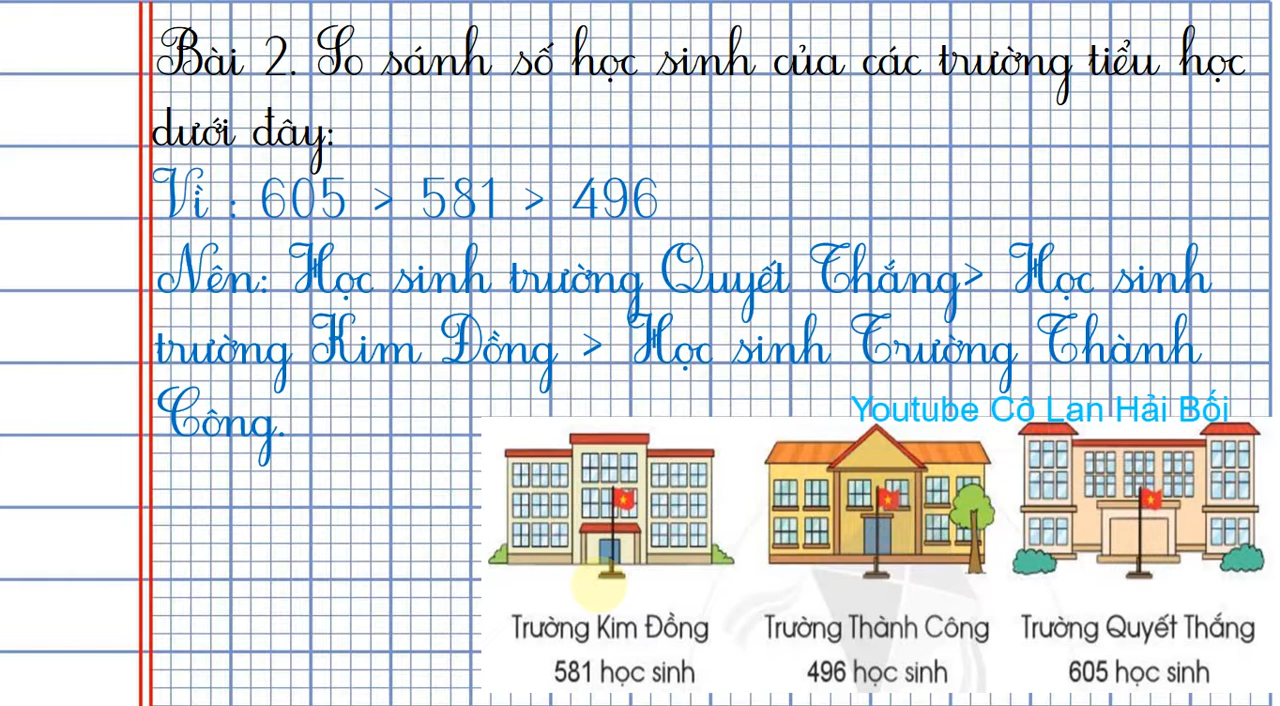 Bài 2. So sánh số học sinh của các trường tiểu học
dưới đây:
Vì : 605 > 581 > 496
Nên: Học sinh trường Quyết Thắng> Học sinh
trường Kim Đồng > Học sinh Trường Thành
Công.
Youtube Cô Lan Hải Bối
Trường Kim Đồng
581 học sinh
Trường Thành Công
496 học sinh
Trường Quyết Thắng
605 học sinh